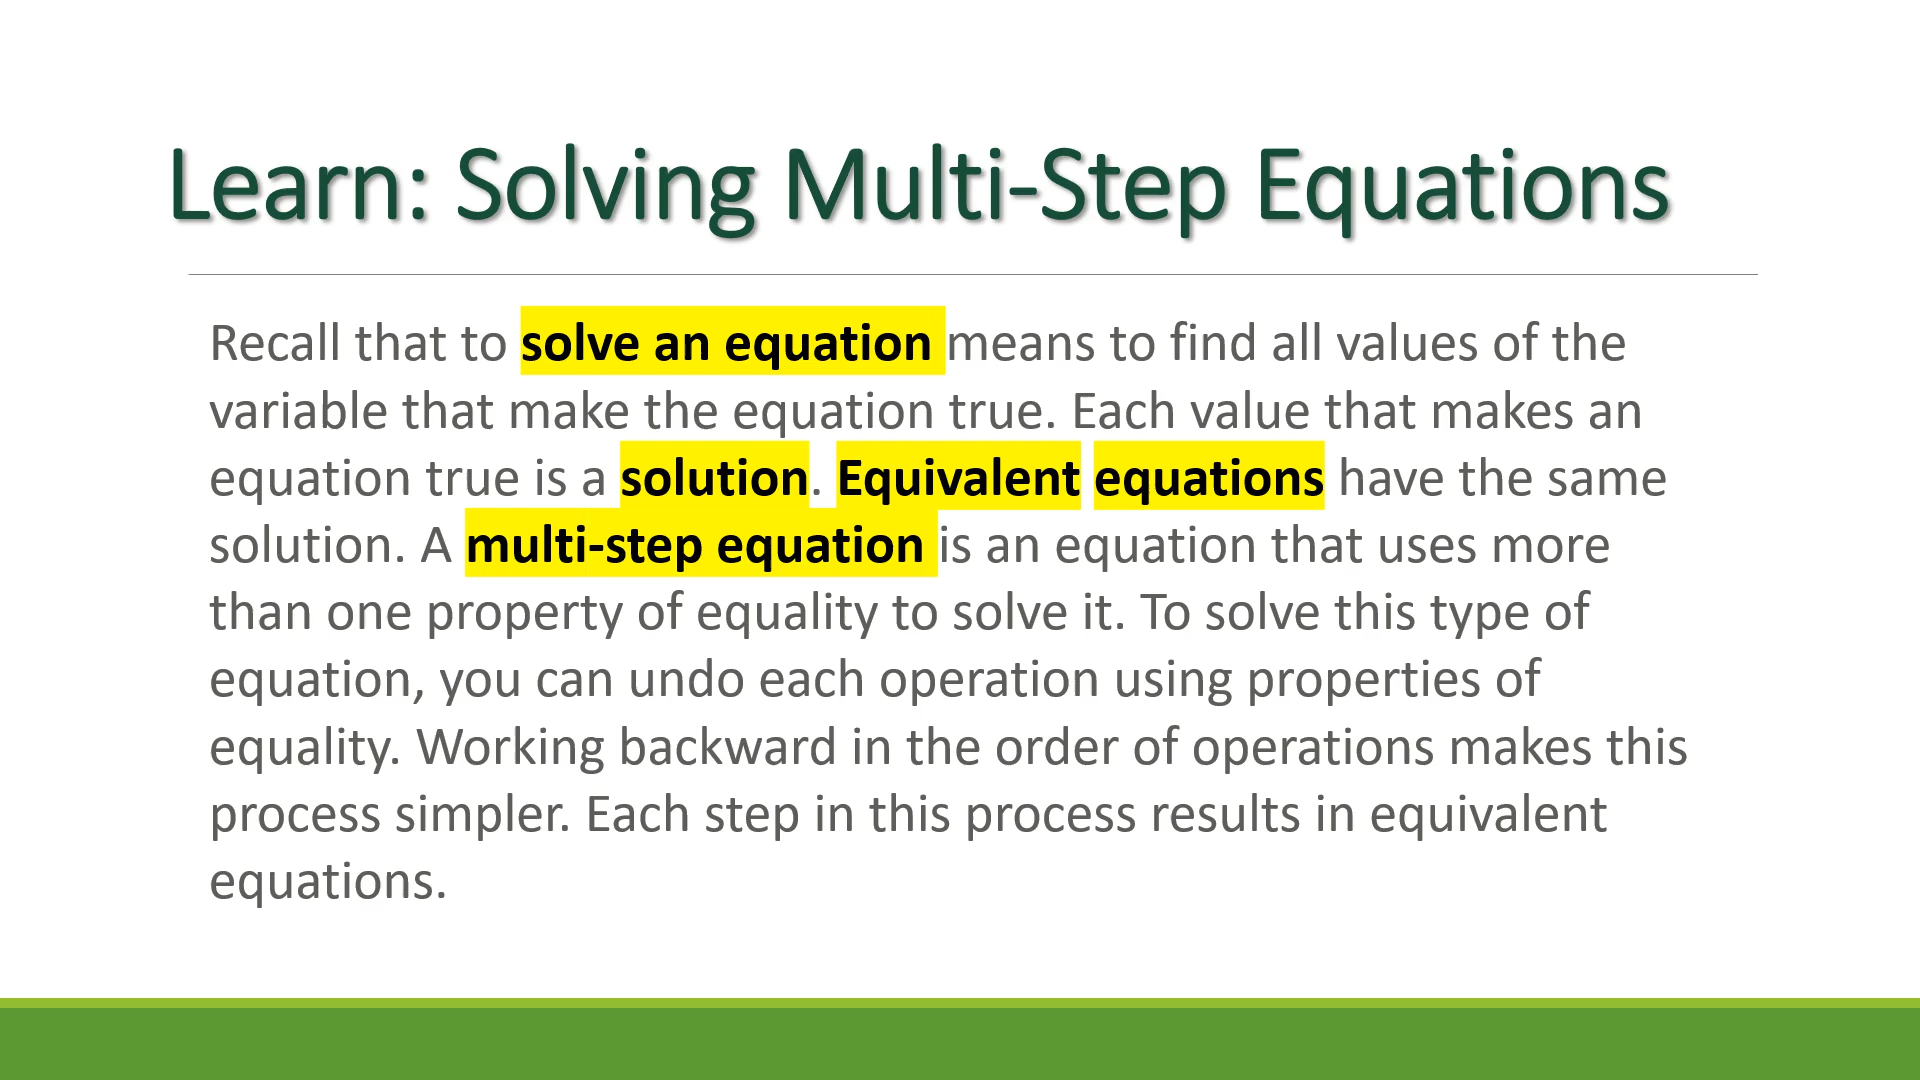 Learn: Solving Multi-Step Equations
Recall that to solve an equation means to find all values of the
variable that make the equation true. Each value that makes an
equation true is a solution. Equivalent equations have the same
solution. A multi-step equation is an equation that uses more
than one property of equality to solve it. To solve this type of
equation, you can undo each operation using properties of
equality. Working backward in the order of operations makes this
process simpler. Each step in this process results in equivalent
equations.